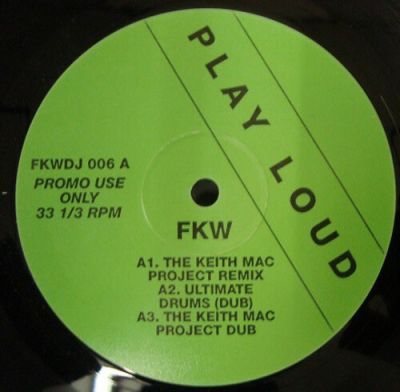 PLAY LOUD
FKWDJ 006 A
PROMO USE
ONLY
33 1/3 RPM
FKW
A1. THE KEITH MAC
PROJECT REMIX
A2. ULTIMATE
DRUMS (DUB)
A3. THE KEITH MAC
PROJECT DUB